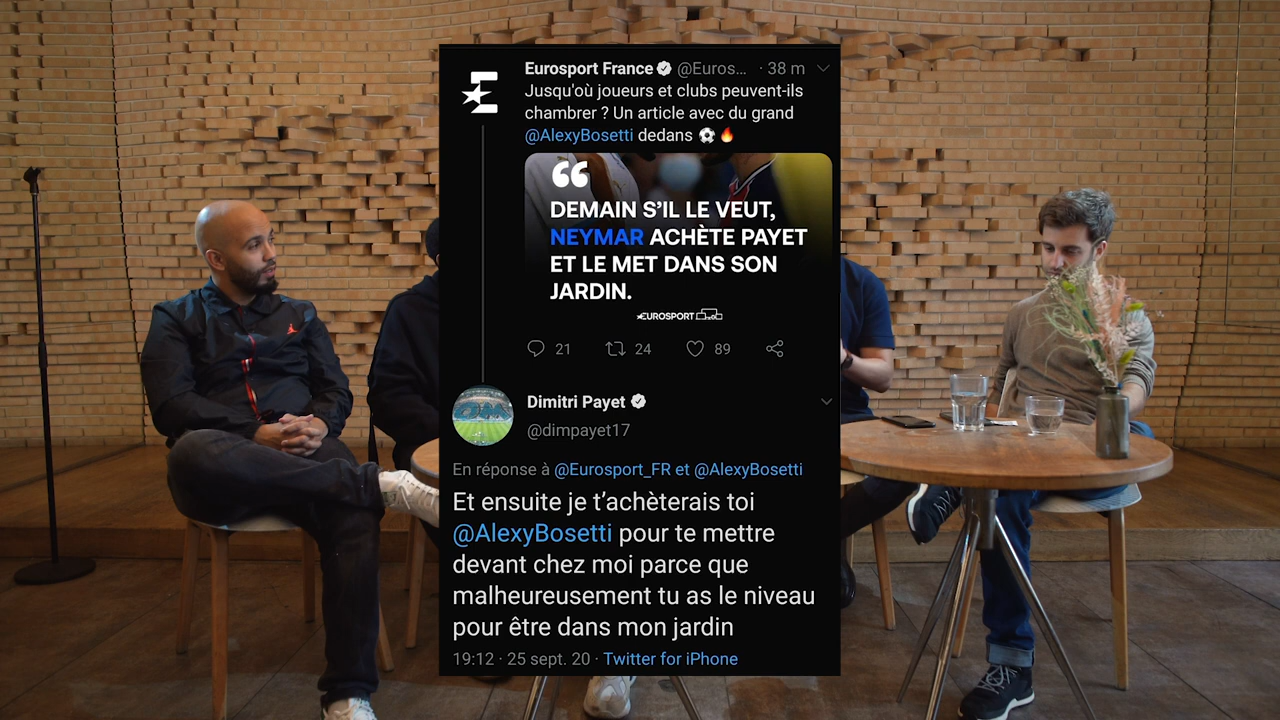 Eurosport France @Euros... · 38 m
Jusqu'où joueurs et clubs peuvent-ils
chambrer ? Un article avec du grand
@AlexyBosetti dedans ⚽🔥
“
DEMAIN S’IL LE VEUT,
NEYMAR ACHÈTE PAYET
ET LE MET DANS SON
JARDIN.
EUROSPORT
21 24 89
OM
Dimitri Payet
@dimpayet17
En réponse à @Eurosport_FR et @AlexyBosetti
Et ensuite je t’achèterais toi
@AlexyBosetti pour te mettre
devant chez moi parce que
malheureusement tu as le niveau
pour être dans mon jardin
19:12 · 25 sept. 20 · Twitter for iPhone